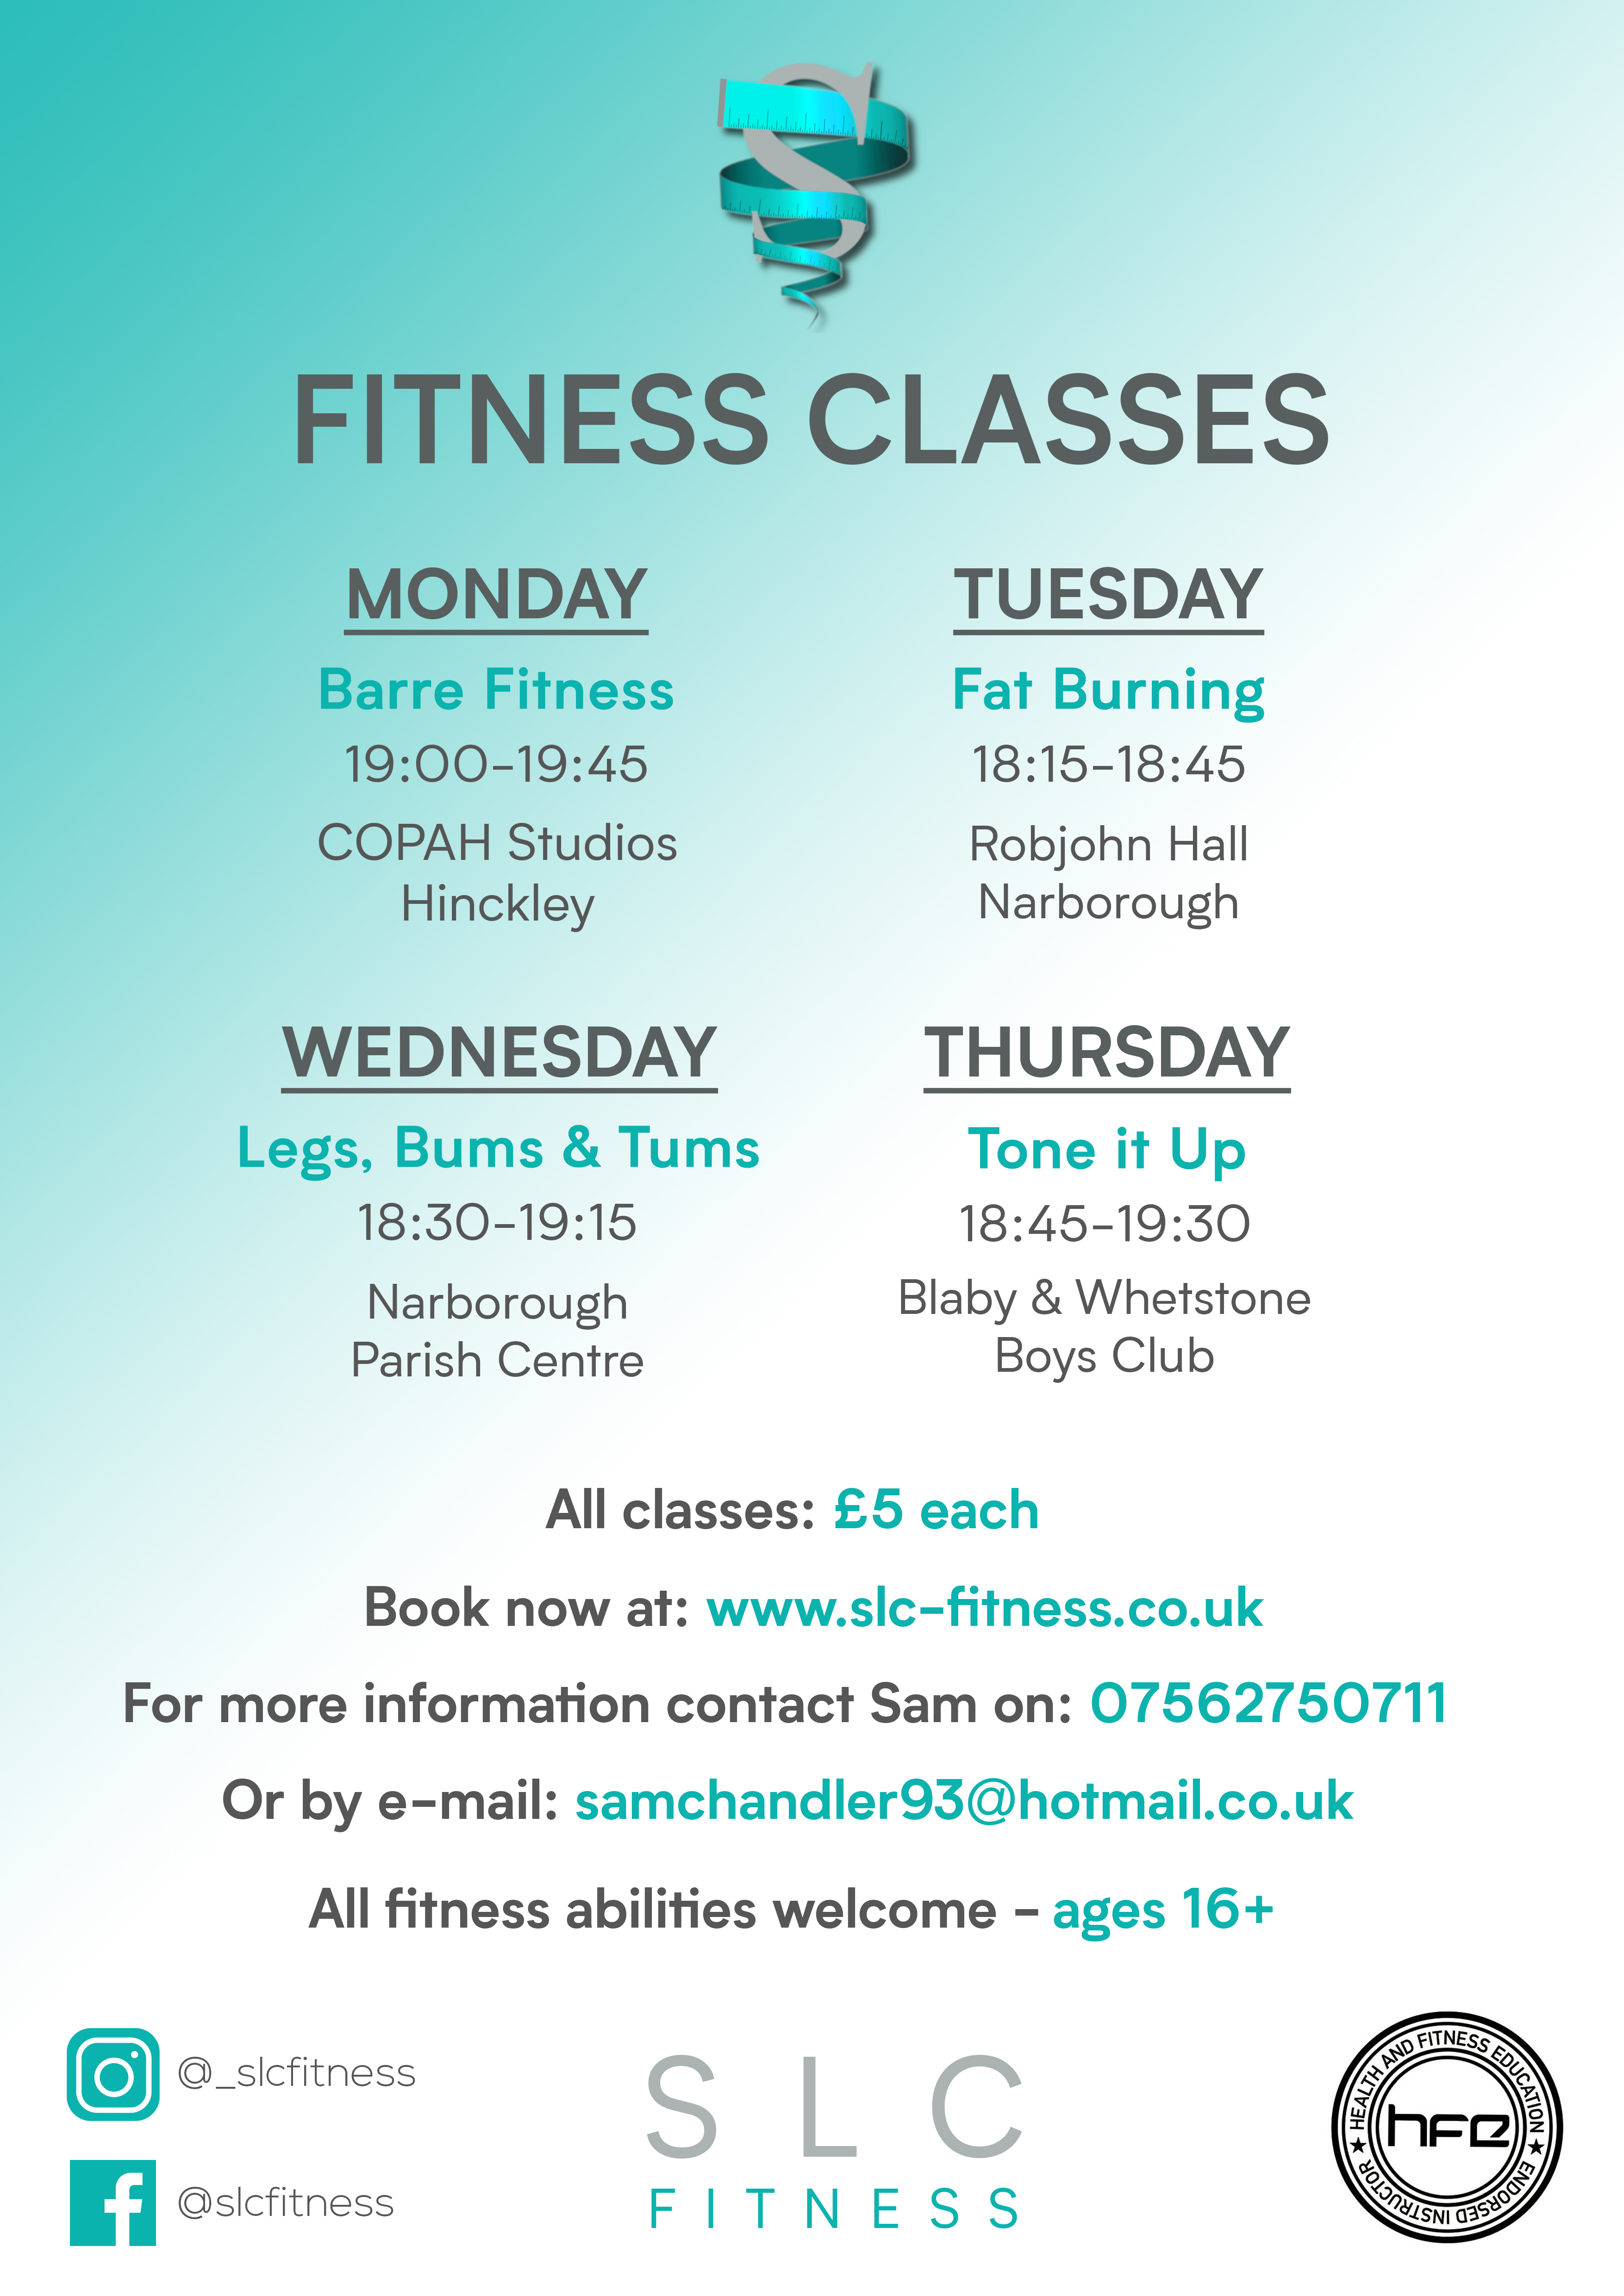 FITNESS CLASSES
MONDAY
Barre Fitness
19:00-19:45
COPAH Studios
Hinckley
TUESDAY
Fat Burning
18:15-18:45
Robjohn Hall
Narborough
WEDNESDAY
Legs, Bums & Tums
18:30-19:15
Narborough
Parish Centre
THURSDAY
Tone it Up
18:45-19:30
Blaby & Whetstone
Boys Club
All classes: £5 each
Book now at: www.slc-fitness.co.uk
For more information contact Sam on: 07562750711
Or by e-mail: samchandler93@hotmail.co.uk
All fitness abilities welcome - ages 16+
@_slcfitness
@slcfitness
SLC
FITNESS
HEALTH AND FITNESS EDUCATION
hfe
ENDORSED INSTRUCTOR